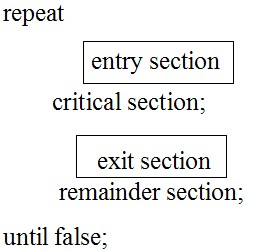 repeat
entry section
critical section;
exit section
remainder section;
until false;